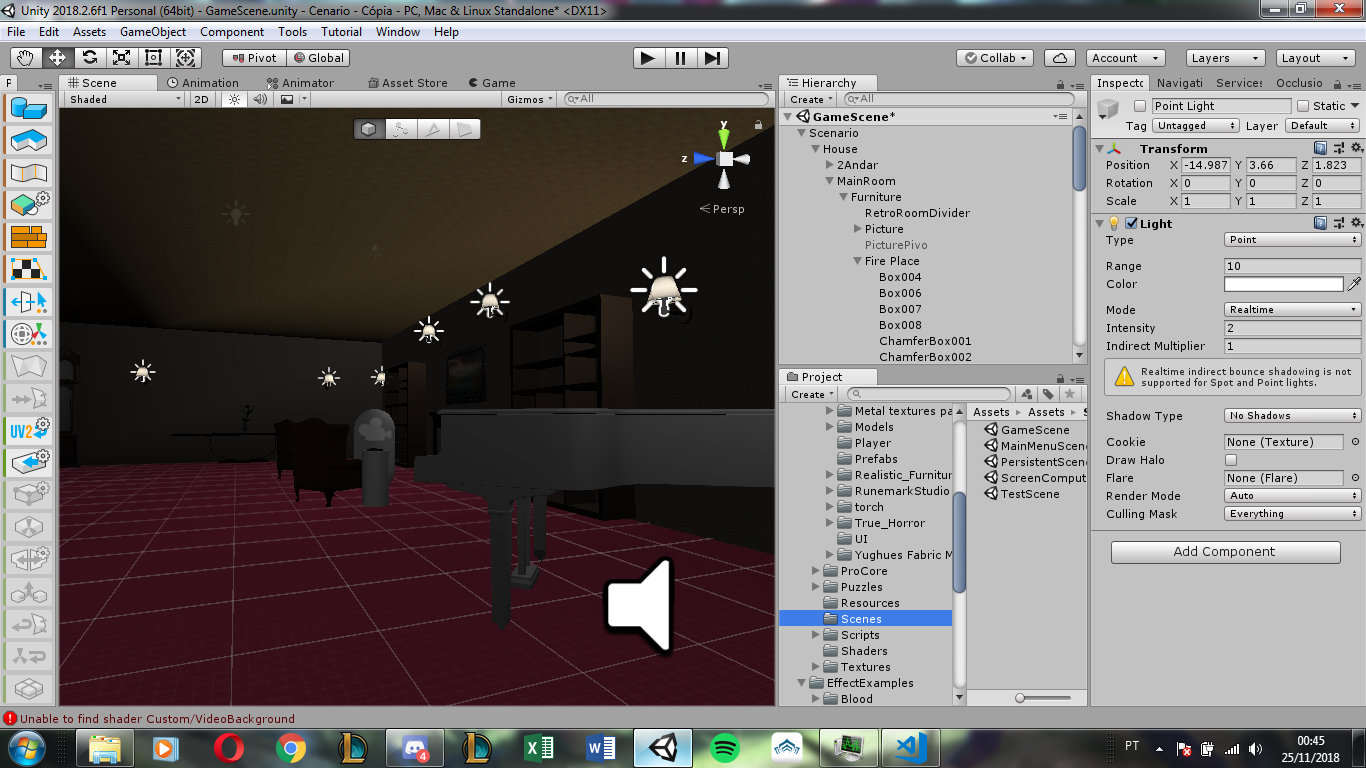 Unity 2018.2.6f1 Personal (64bit) - GameScene.unity - Cenario - Cópia - PC, Mac & Linux Standalone* <DX11>
File Edit Assets GameObject Component Tools Tutorial Window Help
Pivot Global Collab Account Layers Layout
P Scene Animation Animator Asset Store Game
Shaded 2D Gizmos All
y
z
Persp
Hierarchy
Create All
GameScene*
Scenario
House
2Andar
MainRoom
Furniture
RetroRoomDivider
Picture
PicturePivo
Fire Place
Box004
Box006
Box007
Box008
ChamferBox001
ChamferBox002
Project
Create
Metal textures pa
Models
Player
Prefabs
Realistic_Furnitur
RunemarkStudio
torch
True_Horror
UI
Yughues Fabric M
ProCore
Puzzles
Resources
Scenes
Scripts
Shaders
Textures
EffectExamples
Blood
Assets Assets S
GameScene
MainMenuScen
PersistentScen
ScreenComput
TestScene
Inspecto Navigati Services Occlusio
Point Light Static
Tag Untagged Layer Default
Transform
Position X -14.987 Y 3.66 Z 1.823
Rotation X 0 Y 0 Z 0
Scale X 1 Y 1 Z 1
Light
Type Point
Range 10
Color
Mode Realtime
Intensity 2
Indirect Multiplier 1
Realtime indirect bounce shadowing is not
supported for Spot and Point lights.
Shadow Type No Shadows
Cookie None (Texture)
Draw Halo
Flare None (Flare)
Render Mode Auto
Culling Mask Everything
Add Component
UV2
Unable to find shader Custom/VideoBackground
4
PT 00:45
25/11/2018